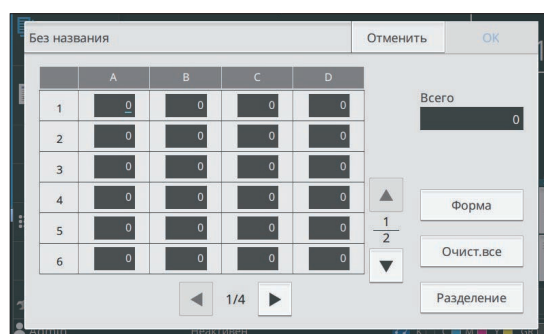 Без названия
Отменить
OK
A B C D
Всего
0
1 0 0 0 0
2 0 0 0 0
3 0 0 0 0
4 0 0 0 0
5 0 0 0 0
6 0 0 0 0
1
2
1/4
Форма
Очист.все
Разделение
Admin
Неактивен